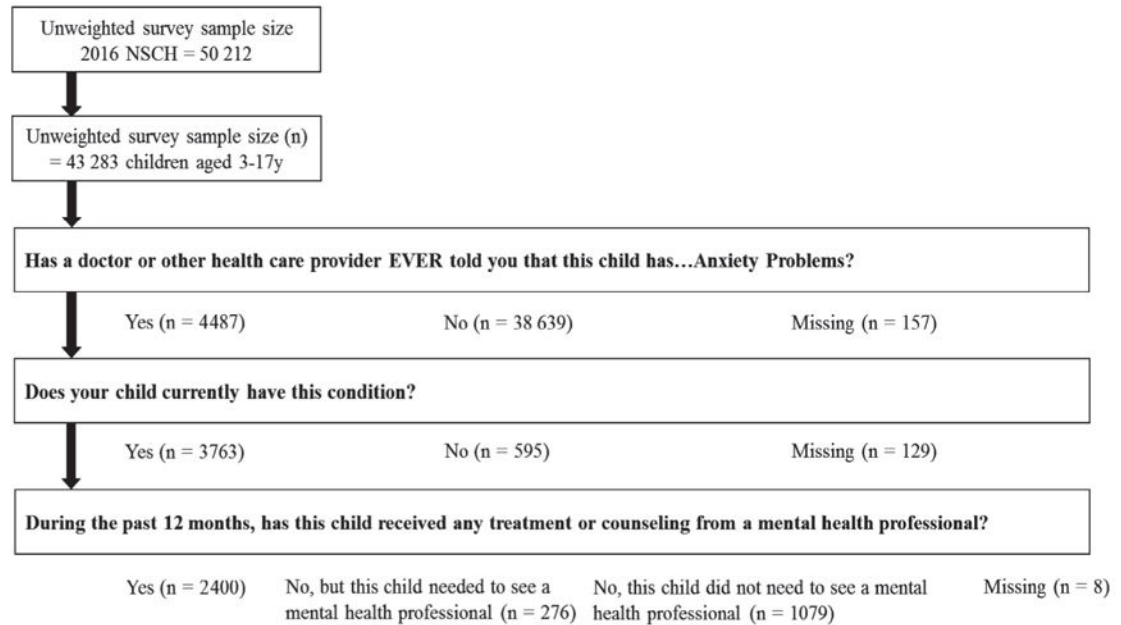 Unweighted survey sample size
2016 NSCH = 50 212
Unweighted survey sample size (n)
= 43 283 children aged 3-17y
Has a doctor or other health care provider EVER told you that this child has…Anxiety Problems?
Yes (n = 4487) No (n = 38 639) Missing (n = 157)
Does your child currently have this condition?
Yes (n = 3763) No (n = 595) Missing (n = 129)
During the past 12 months, has this child received any treatment or counseling from a mental health professional?
Yes (n = 2400)
No, but this child needed to see a
mental health professional (n = 276)
No, this child did not need to see a mental
health professional (n = 1079)
Missing (n = 8)